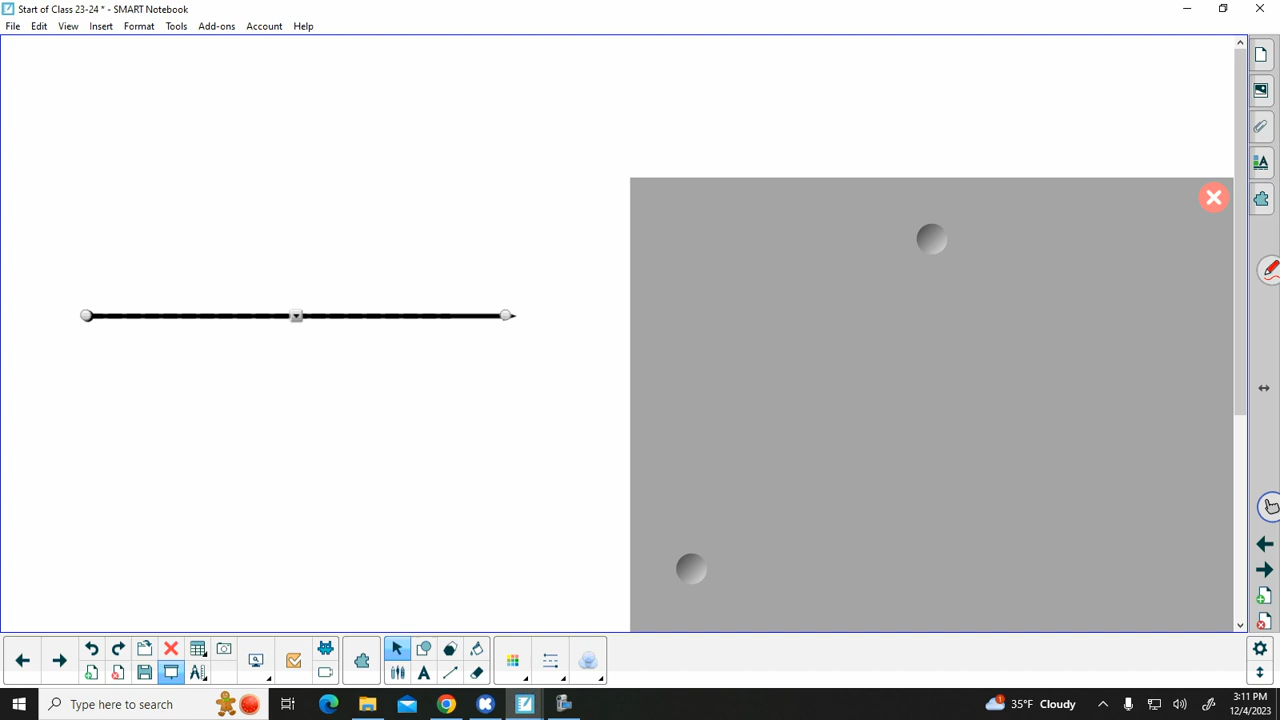 Start of Class 23-24 * - SMART Notebook
File Edit View Insert Format Tools Add-ons Account Help
Type here to search
35°F Cloudy
3:11 PM
12/4/2023